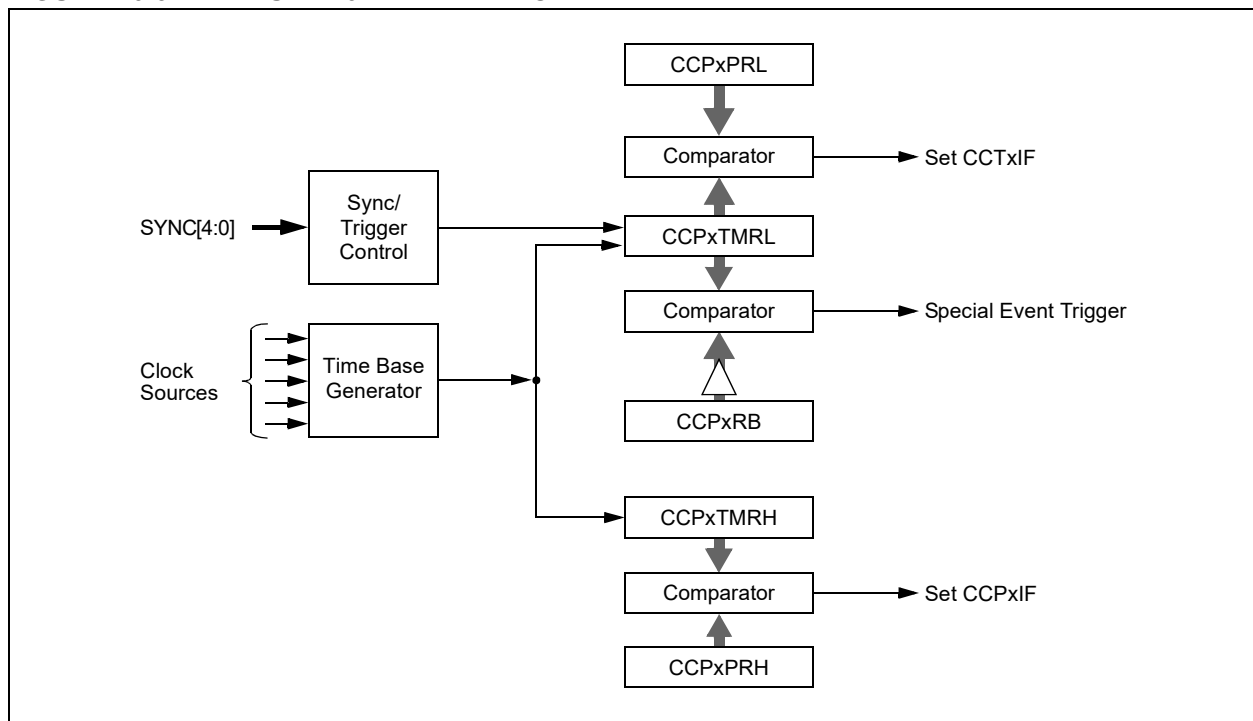 CCPxPRL
Comparator
Set CCTxIF
Sync/
Trigger
Control
SYNC[4:0]
CCPxTMRL
Comparator
Special Event Trigger
Clock
Sources
Time Base
Generator
CCPxRB
CCPxTMRH
Comparator
Set CCPxIF
CCPxPRH